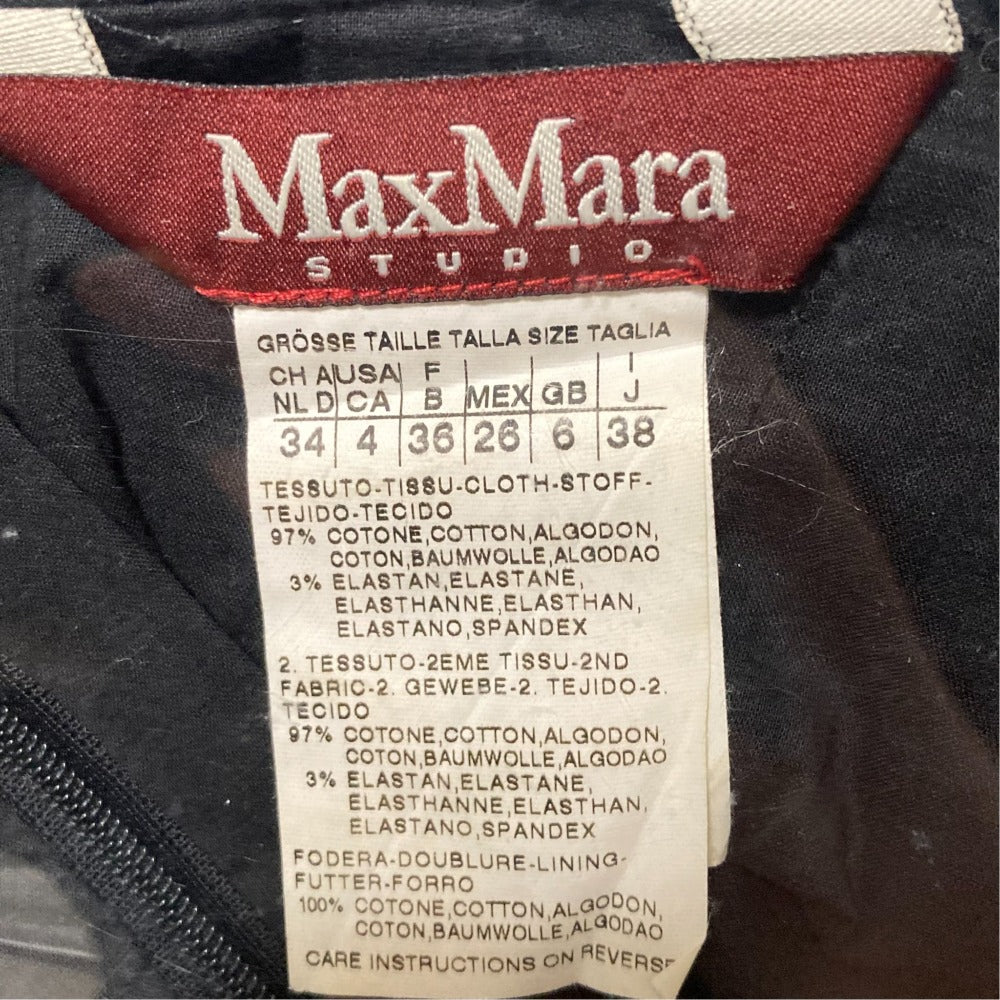 MaxMara
STUDIO
GRÖSSE TAILLE TALLA SIZE TAGLIA
CH A USA F I
NL D CA B MEX GB J
34 4 36 26 6 38
TESSUTO-TISSU-CLOTH-STOFF-
TEJIDO-TECIDO
97% COTONE,COTTON,ALGODON,
COTON,BAUMWOLLE,ALGODAO
3% ELASTAN,ELASTANE,
ELASTHANNE,ELASTHAN,
ELASTANO,SPANDEX
2. TESSUTO-2EME TISSU-2ND
FABRIC-2. GEWEBE-2. TEJIDO-2.
TECIDO
97% COTONE,COTTON,ALGODON,
COTON,BAUMWOLLE,ALGODAO
3% ELASTAN,ELASTANE,
ELASTHANNE,ELASTHAN,
ELASTANO,SPANDEX
FODERA-DOUBLURE-LINING-
FUTTER-FORRO
100% COTONE,COTTON,ALGODON,
COTON,BAUMWOLLE,ALGODAO
CARE INSTRUCTIONS ON REVERSE